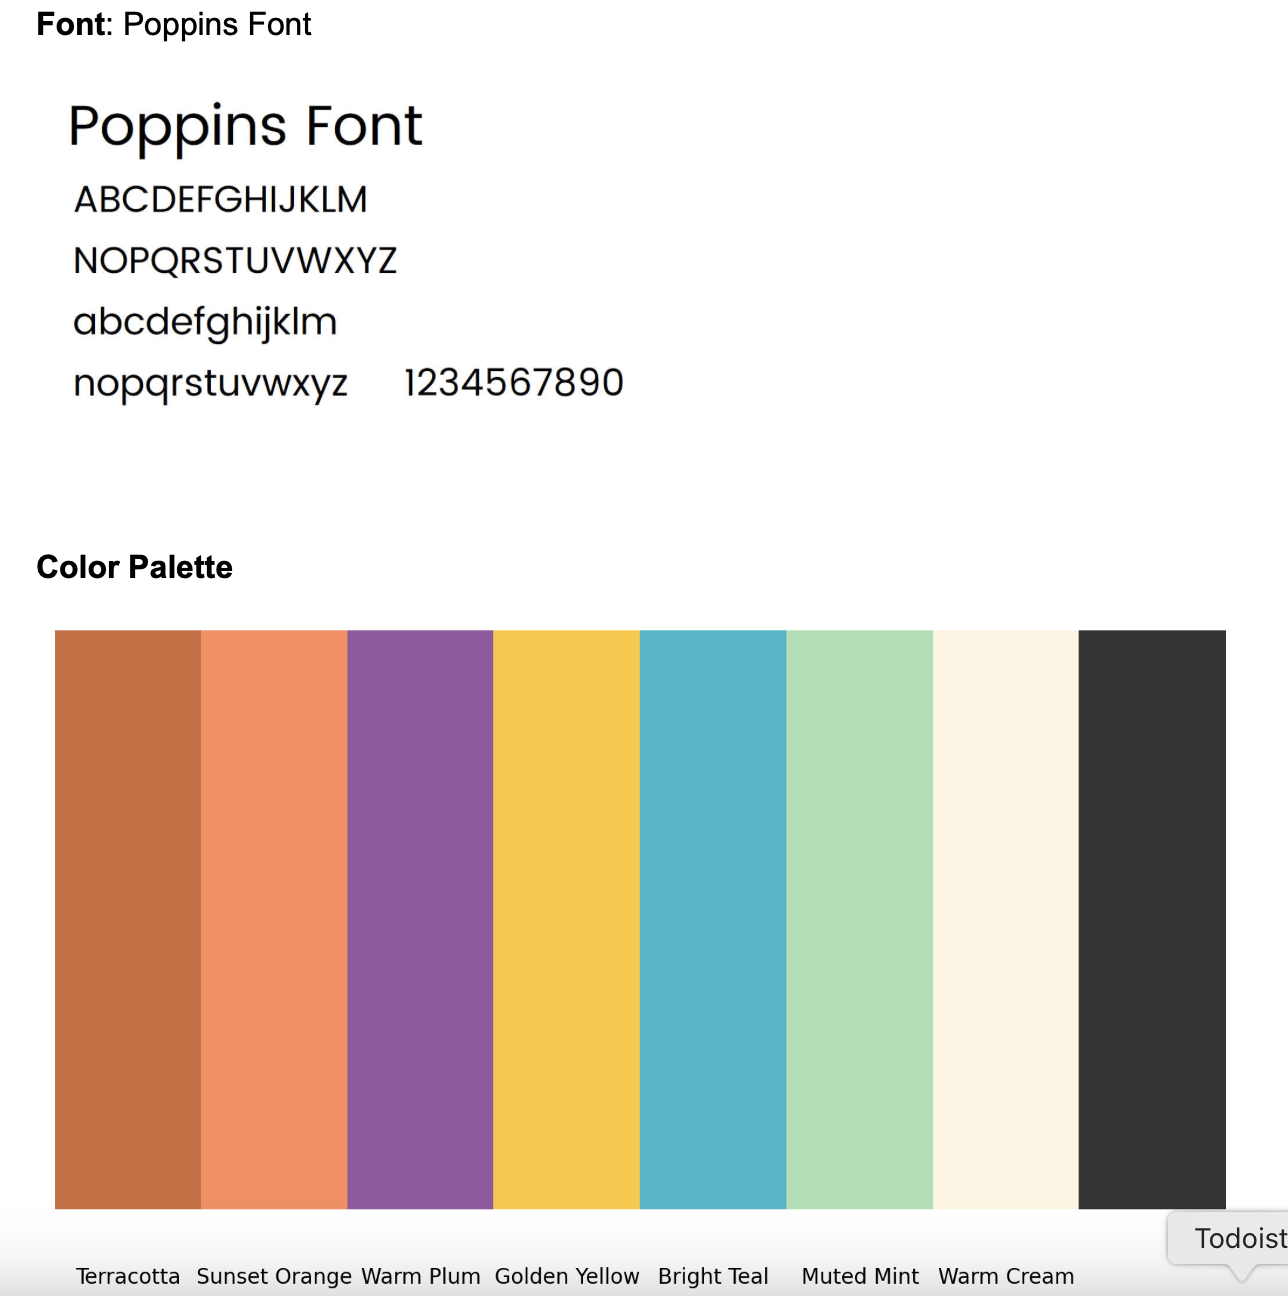 Font: Poppins Font
Poppins Font
ABCDEFGHIJKLM
NOPQRSTUVWXYZ
abcdefghijklm
nopqrstuvwxyz 1234567890
Color Palette
Todoist
Terracotta Sunset Orange Warm Plum Golden Yellow Bright Teal Muted Mint Warm Cream